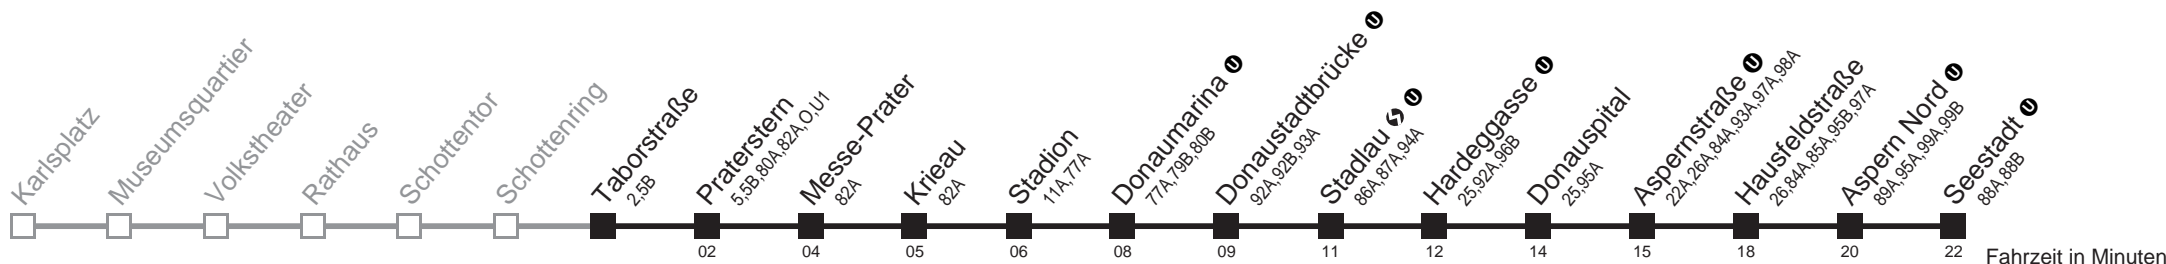 Karlsplatz
Museumsquartier
Volkstheater
Rathaus
Schottentor
Schottenring
Taborstraße
2,5B
Praterstern
5,5B,80A,82A,O,U1
Messe-Prater
82A
Krieau
82A
Stadion
11A,77A
Donaumarina U
77A,79B,80B
Donaustadtbrücke U
92A,92B,93A
Stadlau U
86A,87A,94A
Hardeggasse U
25,92A,96B
Donauspital
25,95A
Aspernstraße U
22A,26A,84A,93A,97A,98A
Hausfeldstraße
26,84A,85A,95B,97A
Aspern Nord U
89A,95A,99A,99B
Seestadt U
88A,88B
02 04 05 06 08 09 11 12 14 15 18 20 22 Fahrzeit in Minuten